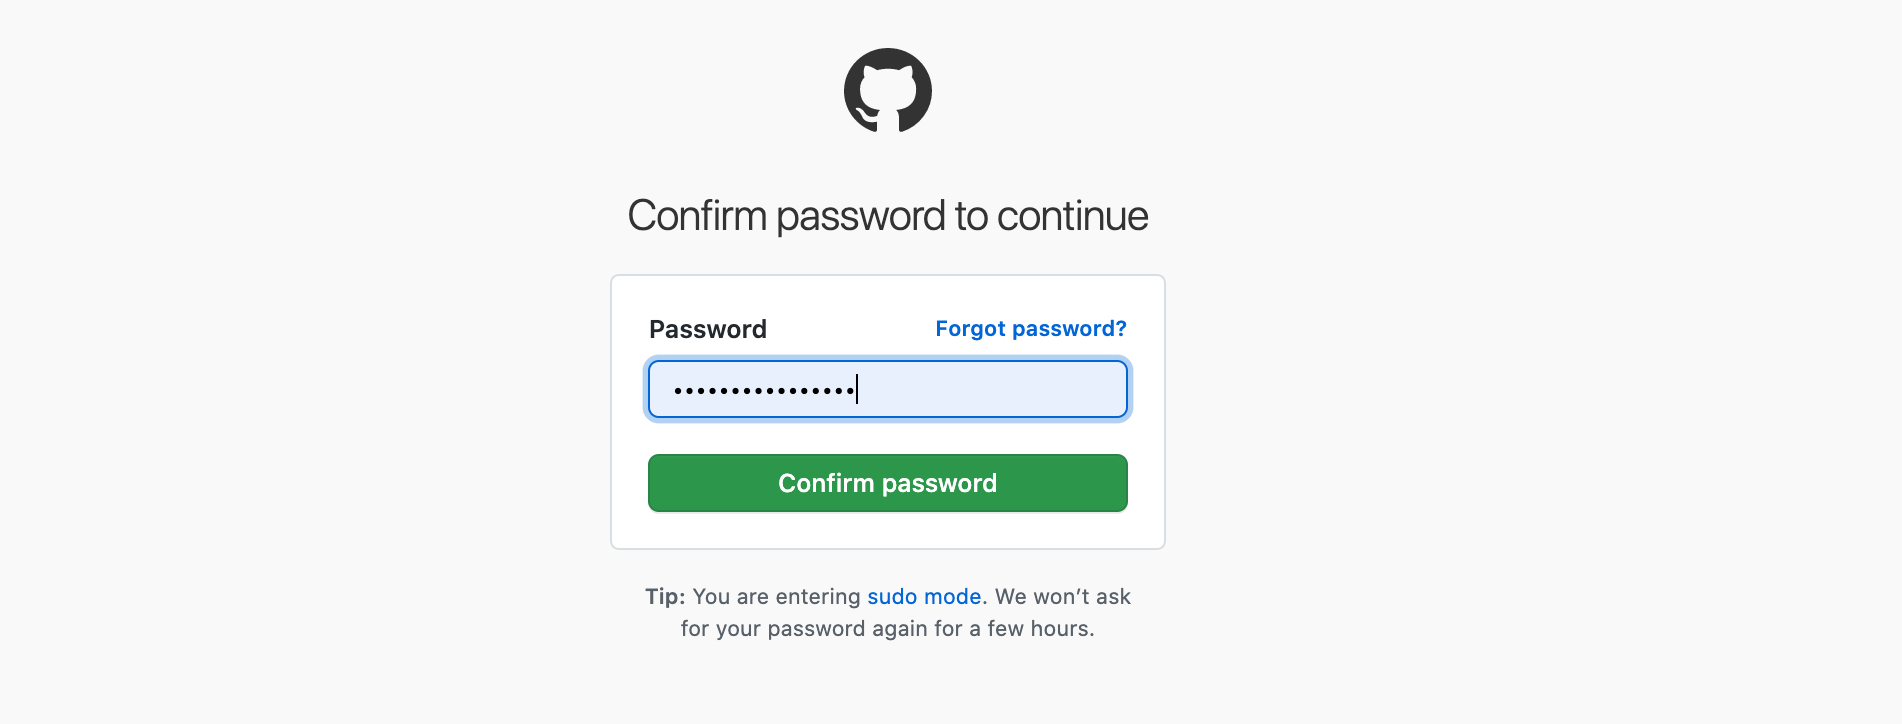 Confirm password to continue
Password
Forgot password?
••••••••••••••••
Confirm password
Tip: You are entering sudo mode. We won’t ask
for your password again for a few hours.